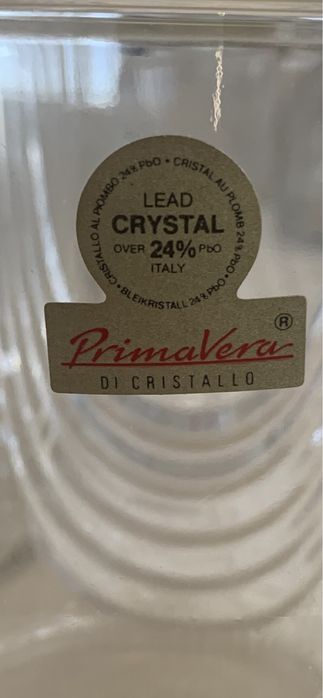 CRISTALLO AL PIOMBO 24% PbO • CRISTAL AU PLOMB 24% PbO • BLEIKRISTALL 24% PbO •
LEAD
CRYSTAL
OVER 24% PbO
ITALY
PrimaVera ®
DI CRISTALLO